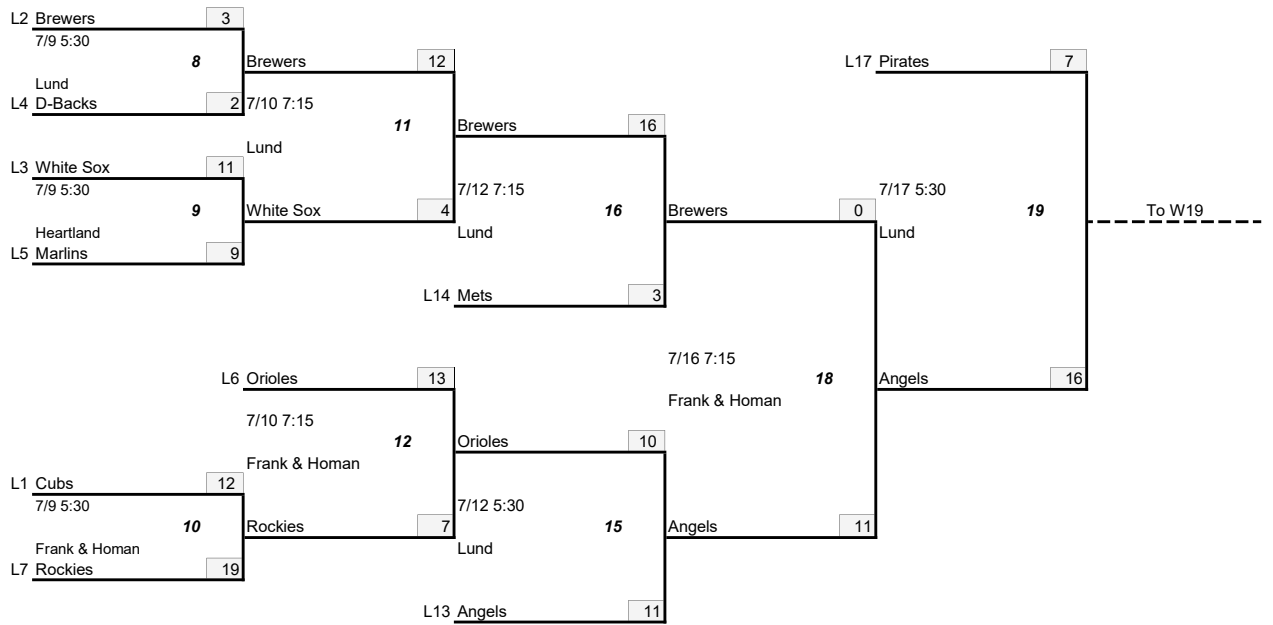 L2 Brewers 3
7/9 5:30
8
Lund
L4 D-Backs 2
Brewers 12
7/10 7:15
11
Lund
L3 White Sox 11
7/9 5:30
9
Heartland
L5 Marlins 9
White Sox 4
Brewers 16
7/12 7:15
16
Lund
L14 Mets 3
Brewers 0
L17 Pirates 7
7/17 5:30
19
Lund
To W19
7/16 7:15
18
Frank & Homan
Angels 16
L6 Orioles 13
7/10 7:15
12
Frank & Homan
L1 Cubs 12
7/9 5:30
10
Frank & Homan
L7 Rockies 19
Rockies 7
Orioles 10
7/12 5:30
15
Lund
L13 Angels 11
Angels 11